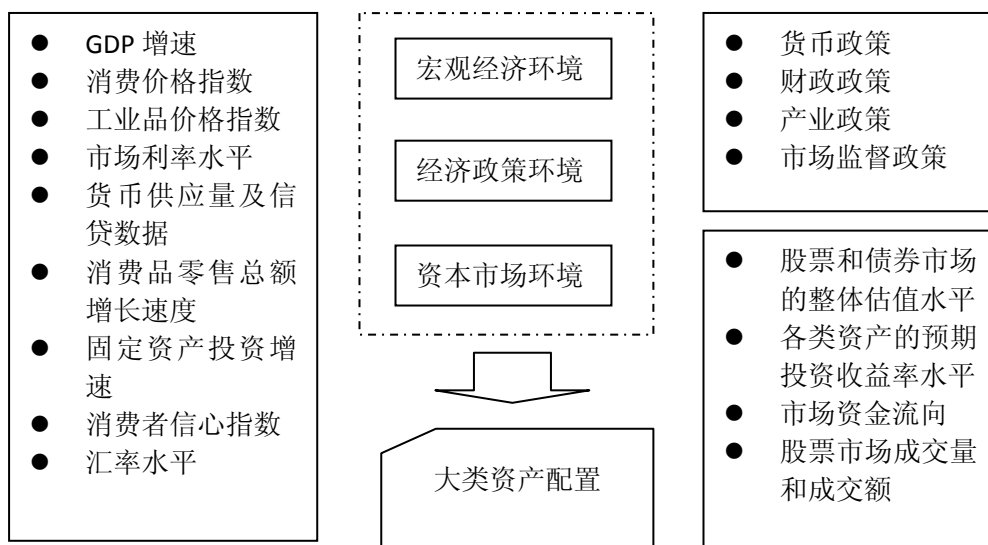 ● GDP 增速
● 消费价格指数
● 工业品价格指数
● 市场利率水平
● 货币供应量及信
贷数据
● 消费品零售总额
增长速度
● 固定资产投资增
速
● 消费者信心指数
● 汇率水平
宏观经济环境
经济政策环境
资本市场环境
大类资产配置
● 货币政策
● 财政政策
● 产业政策
● 市场监督政策
● 股票和债券市场
的整体估值水平
● 各类资产的预期
投资收益率水平
● 市场资金流向
● 股票市场成交量
和成交额